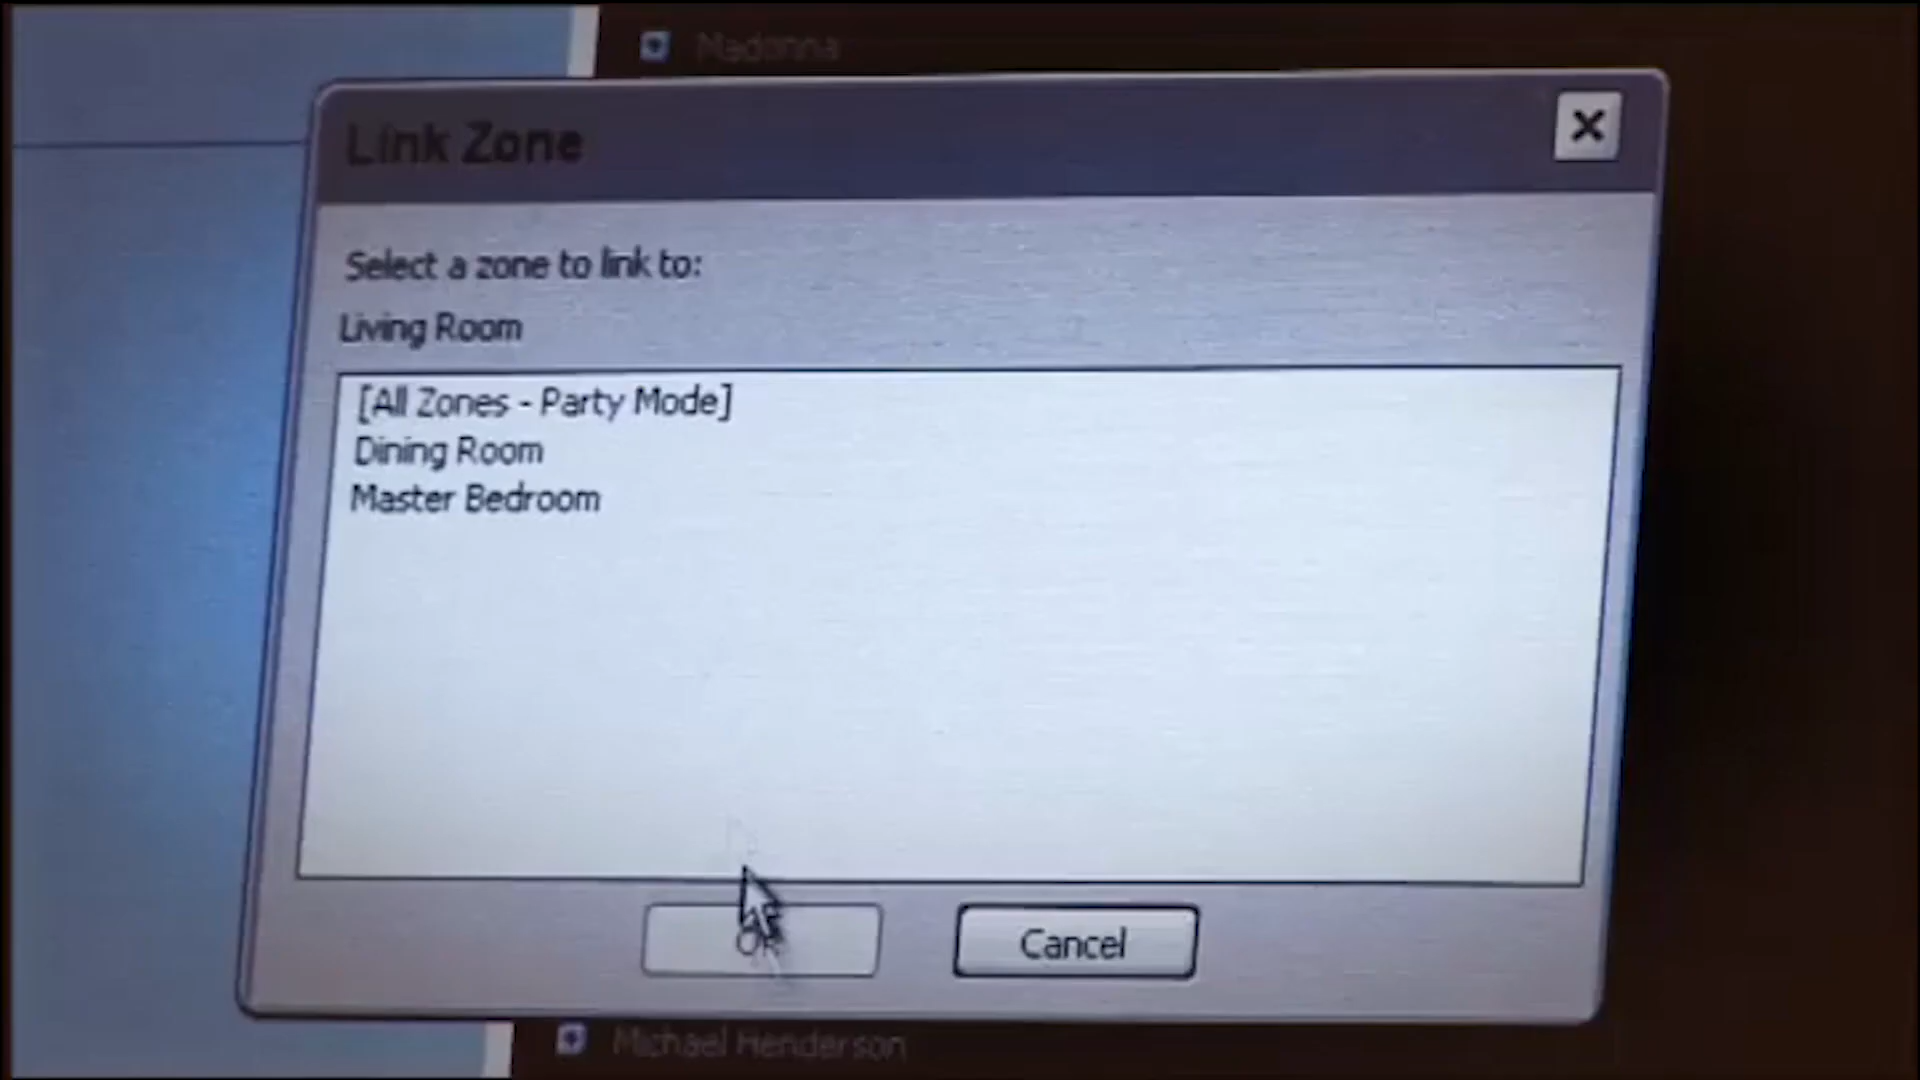 Madonna
Link Zone
Select a zone to link to:
Living Room
[All Zones - Party Mode]
Dining Room
Master Bedroom
OK
Cancel
Michael Henderson